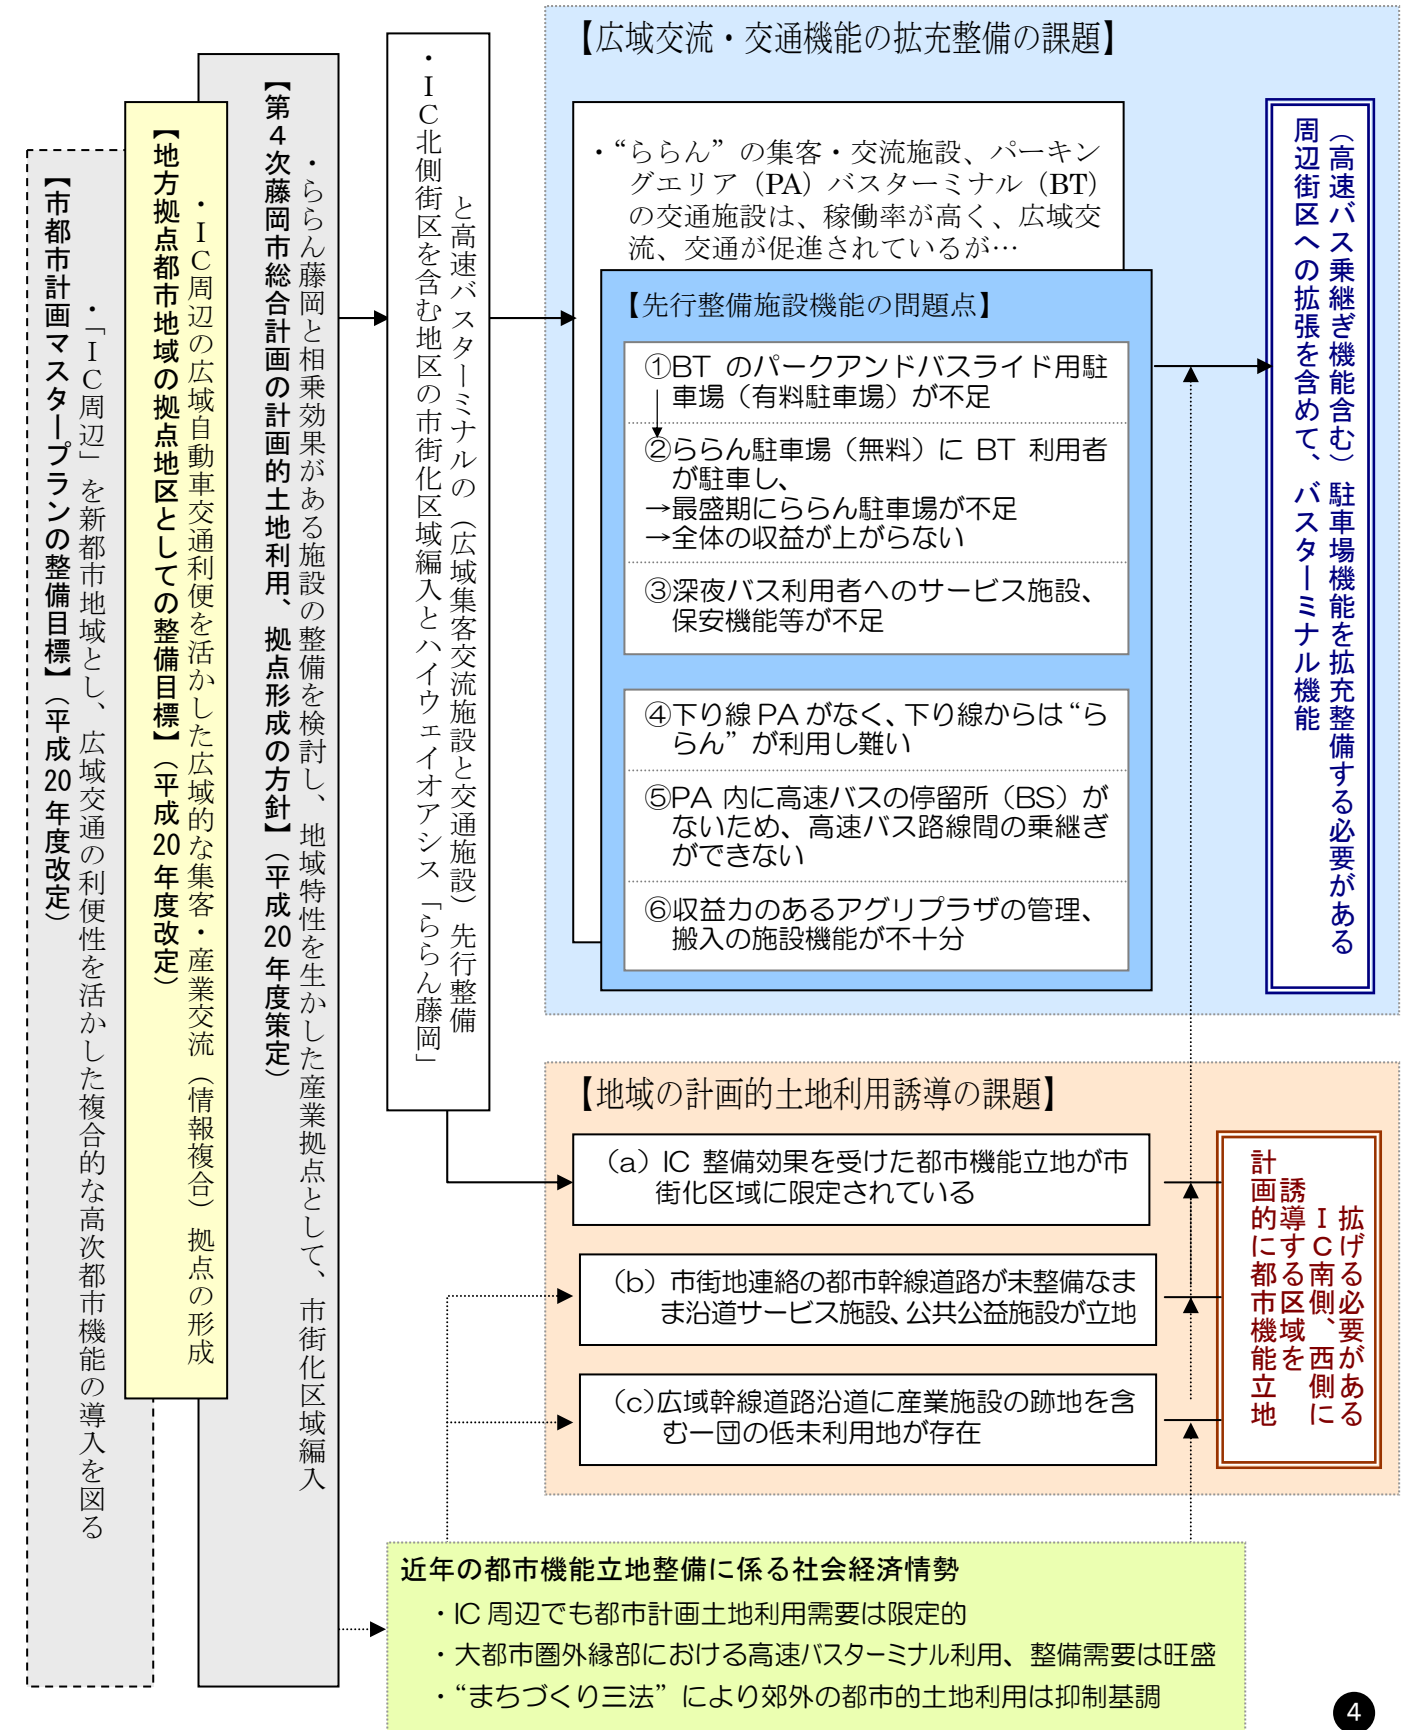 【市都市計画マスタープランの整備目標】（平成 20 年度改定）
・「IC周辺」を新都市地域とし、広域交通の利便性を活かした複合的な高次都市機能の導入を図る
【地方拠点都市地域の拠点地区としての整備目標】（平成 20 年度改定）
・IC周辺の広域自動車交通利便を活かした広域的な集客・産業交流（情報複合）拠点の形成
【第4次藤岡市総合計画の計画的土地利用、拠点形成の方針】（平成 20 年度策定）
・ららん藤岡と相乗効果がある施設の整備を検討し、地域特性を生かした産業拠点として、市街化区域編入
・IC北側街区を含む地区の市街化区域編入とハイウェイオアシス「ららん藤岡」
と高速バスターミナルの（広域集客交流施設と交通施設）先行整備
【広域交流・交通機能の拡充整備の課題】
・“ららん”の集客・交流施設、パーキン
グエリア（PA）バスターミナル（BT）
の交通施設は、稼働率が高く、広域交
流、交通が促進されているが…
【先行整備施設機能の問題点】
①BT のパークアンドバスライド用駐
車場（有料駐車場）が不足
②ららん駐車場（無料）に BT 利用者
が駐車し、
→最盛期にららん駐車場が不足
→全体の収益が上がらない
③深夜バス利用者へのサービス施設、
保安機能等が不足
④下り線 PA がなく、下り線からは“ら
らん”が利用し難い
⑤PA 内に高速バスの停留所（BS）が
ないため、高速バス路線間の乗継ぎ
ができない
⑥収益力のあるアグリプラザの管理、
搬入の施設機能が不十分
（高速バス乗継ぎ機能含む）駐車場機能を拡充整備する必要がある
周辺街区への拡張を含めて、バスターミナル機能
【地域の計画的土地利用誘導の課題】
（a）IC 整備効果を受けた都市機能立地が市
街化区域に限定されている
（b）市街地連絡の都市幹線道路が未整備なま
ま沿道サービス施設、公共公益施設が立地
（c）広域幹線道路沿道に産業施設の跡地を含
む一団の低未利用地が存在
拡げる必要がある
IC南側、西側に
誘導する区域を
計画的に都市機能立地
近年の都市機能立地整備に係る社会経済情勢
・IC 周辺でも都市計画土地利用需要は限定的
・大都市圏外縁部における高速バスターミナル利用、整備需要は旺盛
・“まちづくり三法”により郊外の都市的土地利用は抑制基調
4